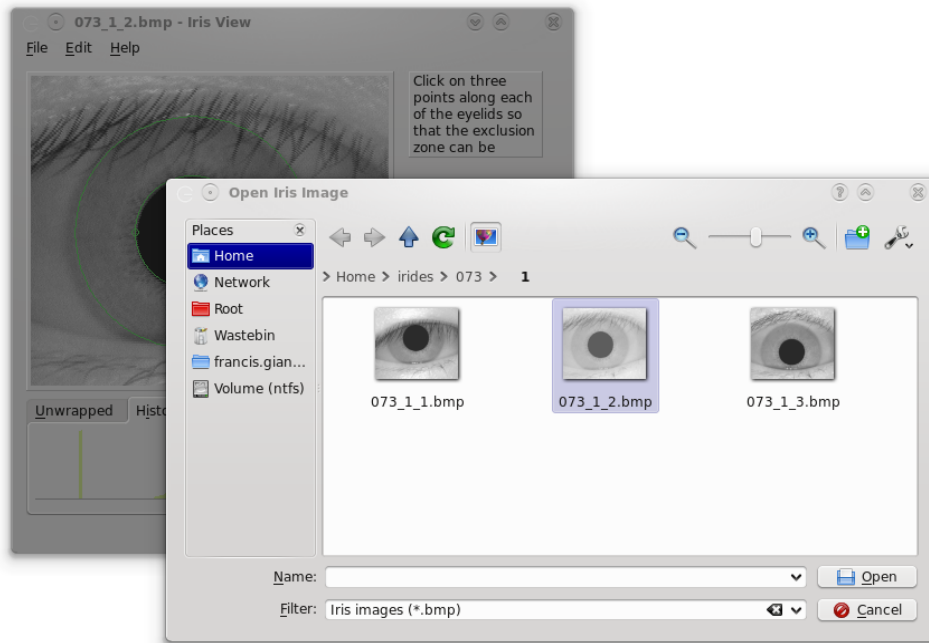 073_1_2.bmp - Iris View
File Edit Help
Click on three
points along each
of the eyelids so
that the exclusion
zone can be
Unwrapped
Open Iris Image
Places
Home
Network
Root
Wastebin
francis.gian...
Volume (ntfs)
> Home > irides > 073 > 1
073_1_1.bmp
073_1_2.bmp
073_1_3.bmp
Name:
Open
Filter: Iris images (*.bmp)
Cancel